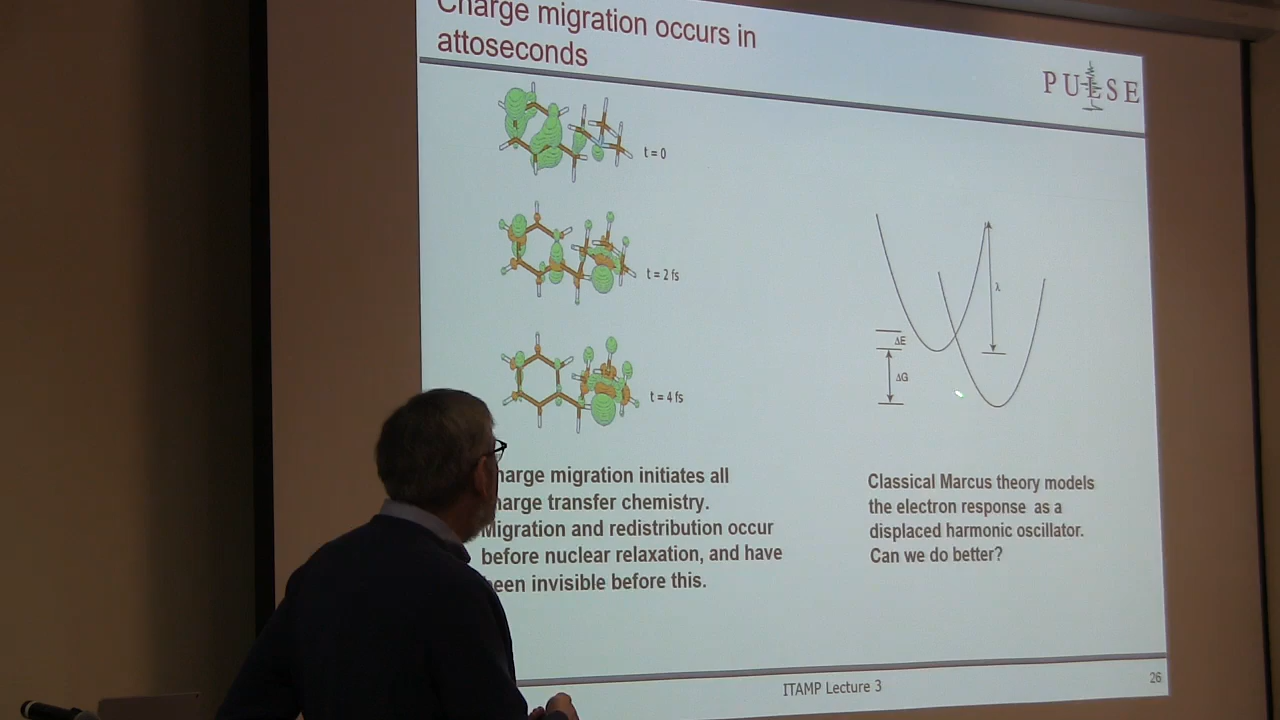 Charge migration occurs in
attoseconds
PULSE
t = 0
t = 2 fs
t = 4 fs
λ
ΔE
ΔG
harge migration initiates all
harge transfer chemistry.
Migration and redistribution occur
before nuclear relaxation, and have
been invisible before this.
Classical Marcus theory models
the electron response as a
displaced harmonic oscillator.
Can we do better?
ITAMP Lecture 3
26